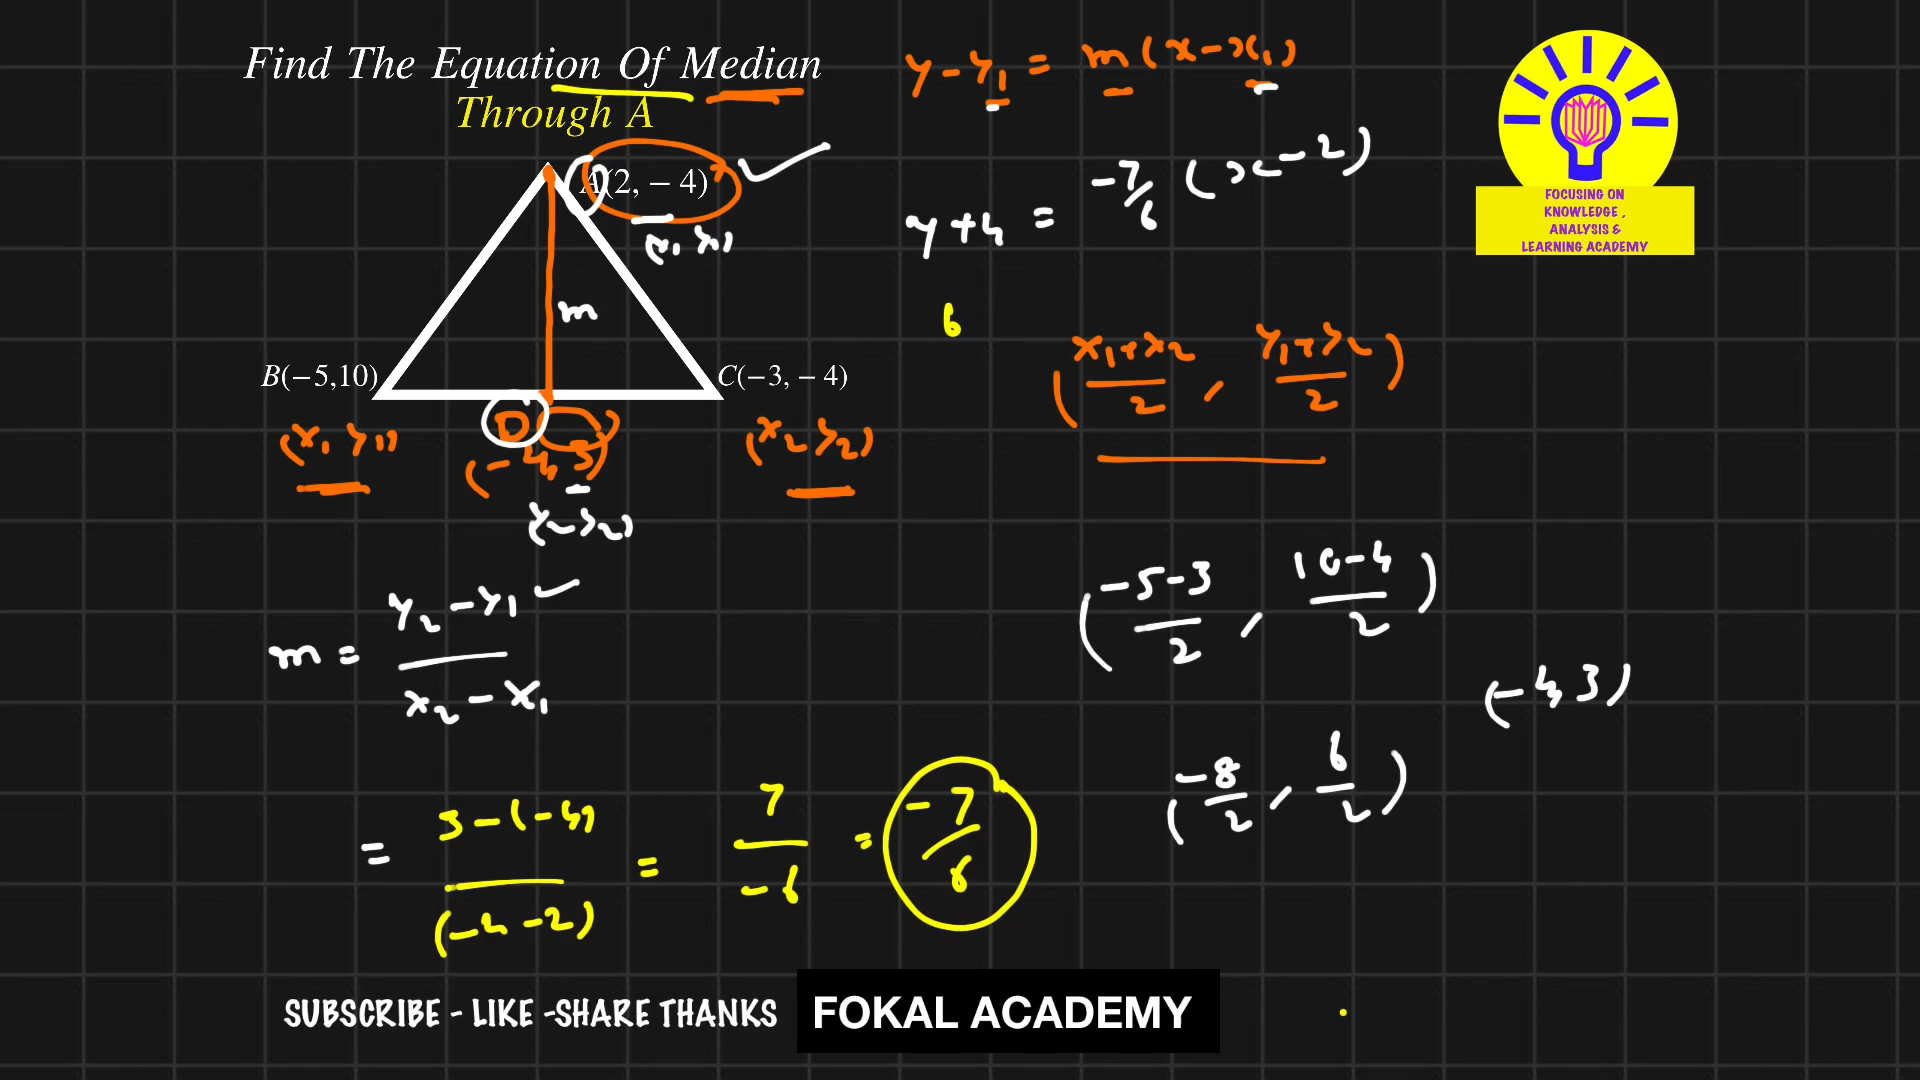 Find The Equation Of Median
Through A
A(2, − 4)
(x₁ y₁)
m
B(−5,10)
C(−3, − 4)
(x₁ y₁)
D
(−4, 3)
(x₂ y₂)
(x₂ y₂)
m = y₂ − y₁ / x₂ − x₁
= 3 − (−4) / (−4 − 2) = 7 / −6 = −7/6
y − y₁ = m (x − x₁)
y + 4 = −7/6 (x − 2)
6
(x₁ + x₂ / 2 , y₁ + y₂ / 2)
(−5 − 3 / 2 , 10 − 4 / 2)
(−4, 3)
(−8/2 , 6/2)
FOCUSING ON
KNOWLEDGE ,
ANALYSIS &
LEARNING ACADEMY
SUBSCRIBE - LIKE -SHARE THANKS
FOKAL ACADEMY